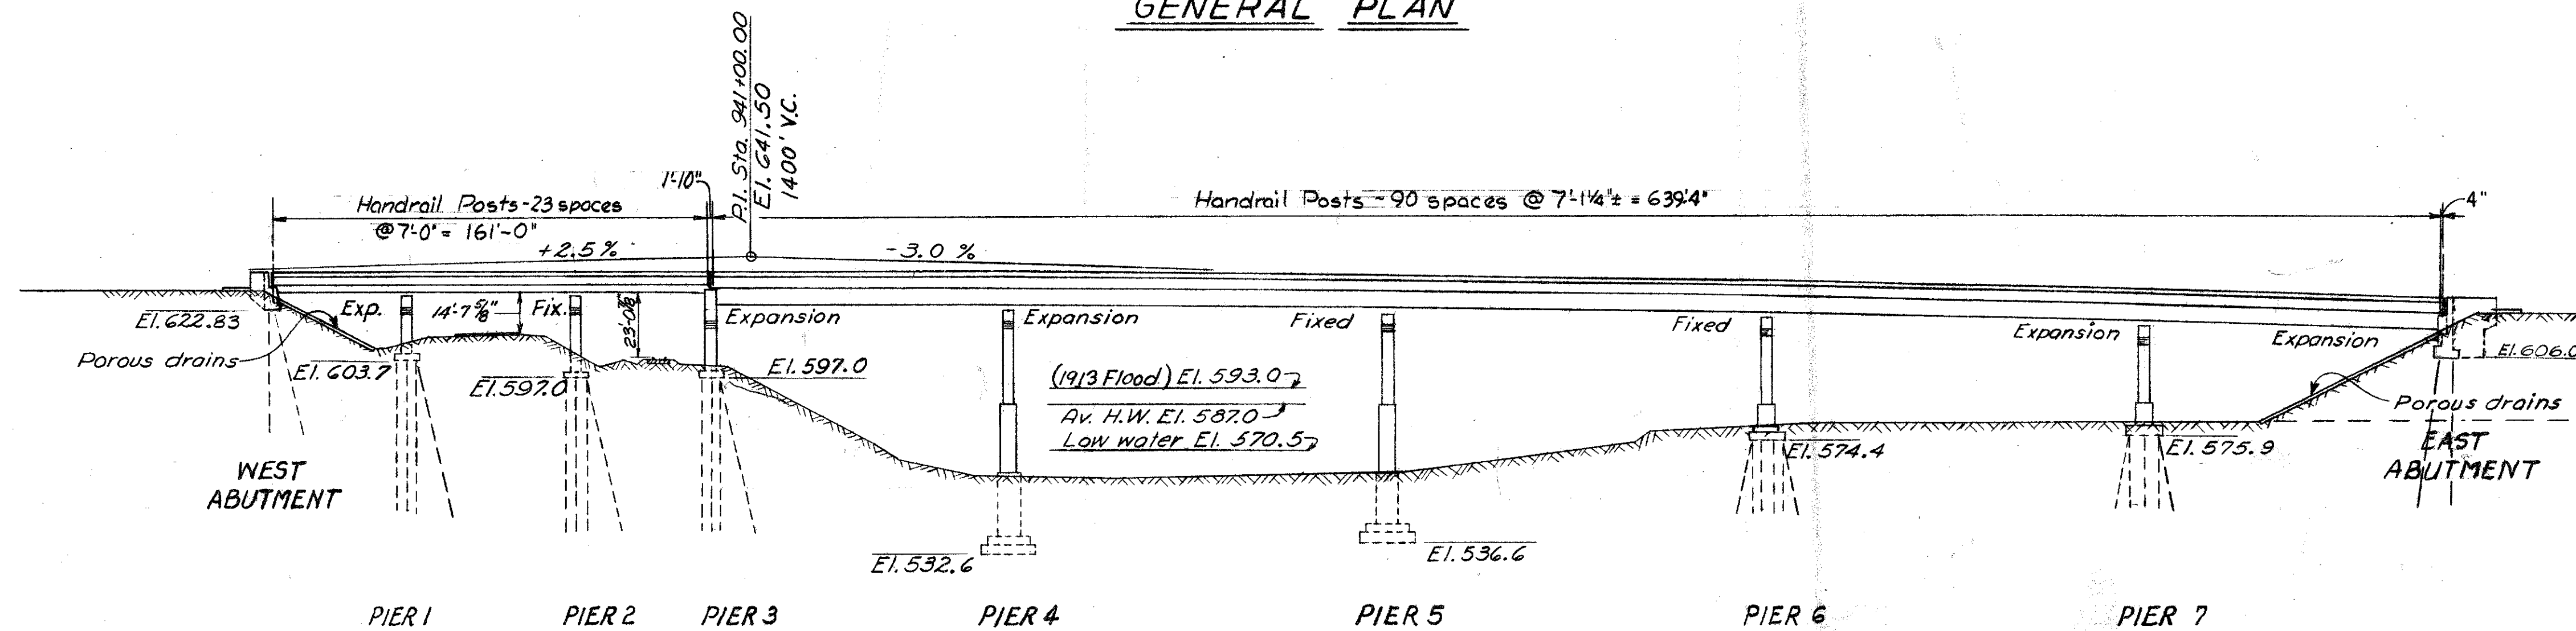 GENERAL PLAN
P.I. Sta. 941+00.00
El. 641.50
1400' V.C.
1'-10"
Handrail Posts-23 spaces
@ 7'-0" = 161'-0"
Handrail Posts - 90 spaces @ 7'-1¼"± = 639'4"
4"
+2.5%
-3.0 %
El. 622.83
Porous drains
Exp.
14'-7⅝"
Fix.
Expansion
Expansion
Fixed
Fixed
Expansion
Expansion
El. 603.7
El. 597.0
El. 597.0
(1913 Flood) El. 593.0
Av. H.W. El. 587.0
Low water El. 570.5
El. 574.4
El. 575.9
El. 606.0
Porous drains
WEST
ABUTMENT
EAST
ABUTMENT
El. 532.6
El. 536.6
PIER 1
PIER 2
PIER 3
PIER 4
PIER 5
PIER 6
PIER 7